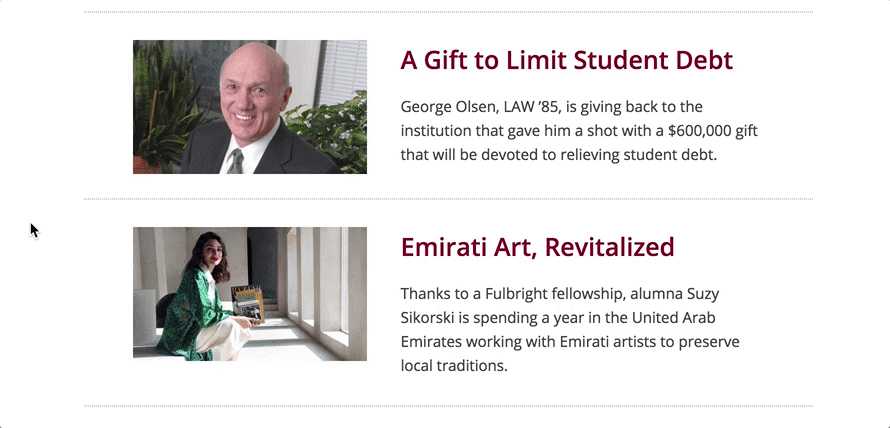 A Gift to Limit Student Debt
George Olsen, LAW ’85, is giving back to the
institution that gave him a shot with a $600,000 gift
that will be devoted to relieving student debt.
Emirati Art, Revitalized
Thanks to a Fulbright fellowship, alumna Suzy
Sikorski is spending a year in the United Arab
Emirates working with Emirati artists to preserve
local traditions.